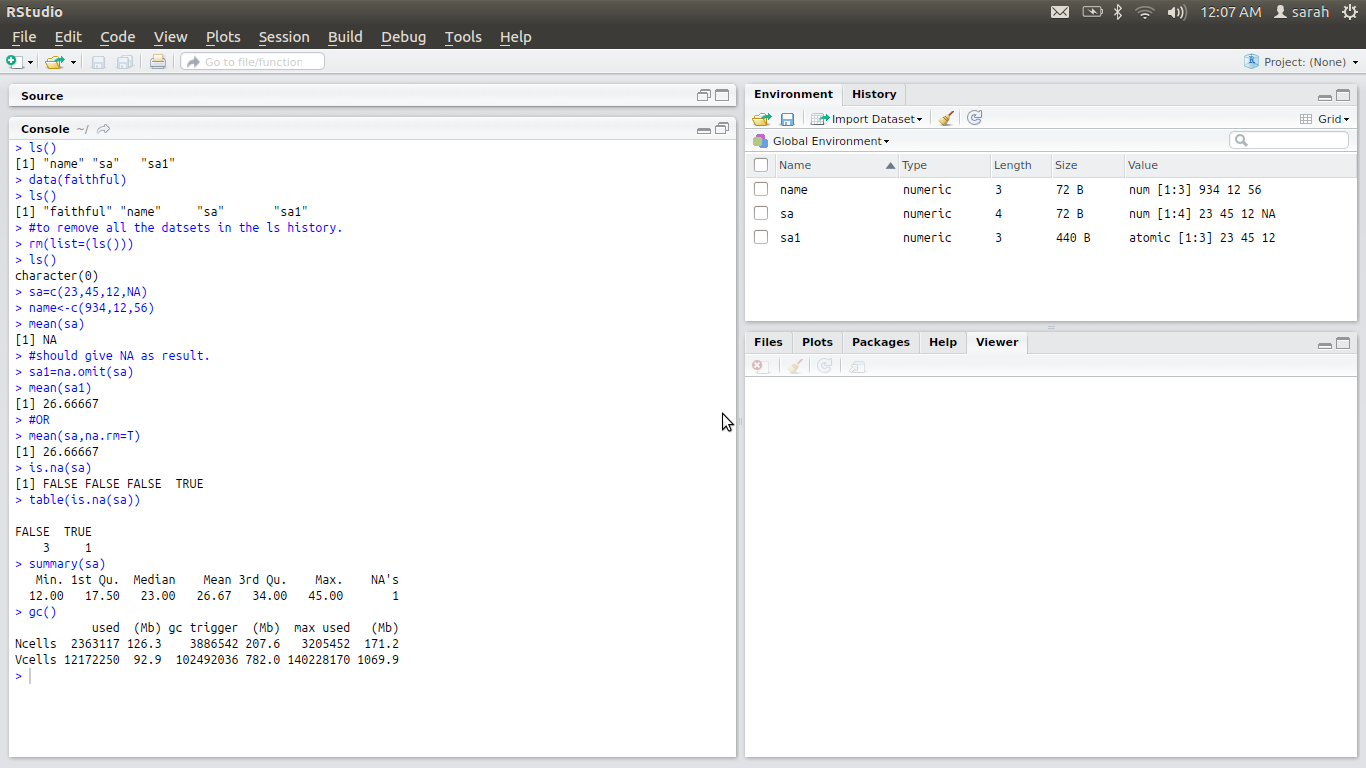 RStudio
12:07 AM sarah
File Edit Code View Plots Session Build Debug Tools Help
Go to file/function
Project: (None)
Source
Console ~/
> ls()
[1] "name" "sa"   "sa1"
> data(faithful)
> ls()
[1] "faithful" "name"     "sa"       "sa1"
> #to remove all the datsets in the ls history.
> rm(list=(ls()))
> ls()
character(0)
> sa=c(23,45,12,NA)
> name<-c(934,12,56)
> mean(sa)
[1] NA
> #should give NA as result.
> sa1=na.omit(sa)
> mean(sa1)
[1] 26.66667
> #OR
> mean(sa,na.rm=T)
[1] 26.66667
> is.na(sa)
[1] FALSE FALSE FALSE  TRUE
> table(is.na(sa))
FALSE  TRUE
    3     1
> summary(sa)
   Min. 1st Qu.  Median    Mean 3rd Qu.    Max.    NA's
  12.00   17.50   23.00   26.67   34.00   45.00       1
> gc()
           used  (Mb) gc trigger  (Mb)  max used   (Mb)
Ncells  2363117 126.3    3886542 207.6   3205452  171.2
Vcells 12172250  92.9  102492036 782.0 140228170 1069.9
>
Environment History
Import Dataset Grid
Global Environment
Name Type Length Size Value
name numeric 3 72 B num [1:3] 934 12 56
sa numeric 4 72 B num [1:4] 23 45 12 NA
sa1 numeric 3 440 B atomic [1:3] 23 45 12
Files Plots Packages Help Viewer